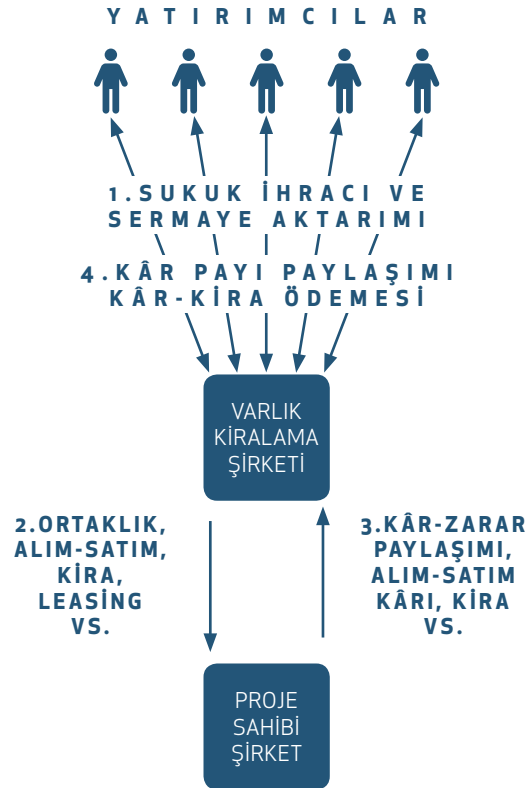 YATIRIMCILAR
1.SUKUK İHRACI VE
SERMAYE AKTARIMI
4.KÂR PAYI PAYLAŞIMI
KÂR-KİRA ÖDEMESİ
VARLIK
KİRALAMA
ŞİRKETİ
2.ORTAKLIK,
ALIM-SATIM,
KİRA,
LEASİNG
VS.
3.KÂR-ZARAR
PAYLAŞIMI,
ALIM-SATIM
KÂRI, KİRA
VS.
PROJE
SAHİBİ
ŞİRKET